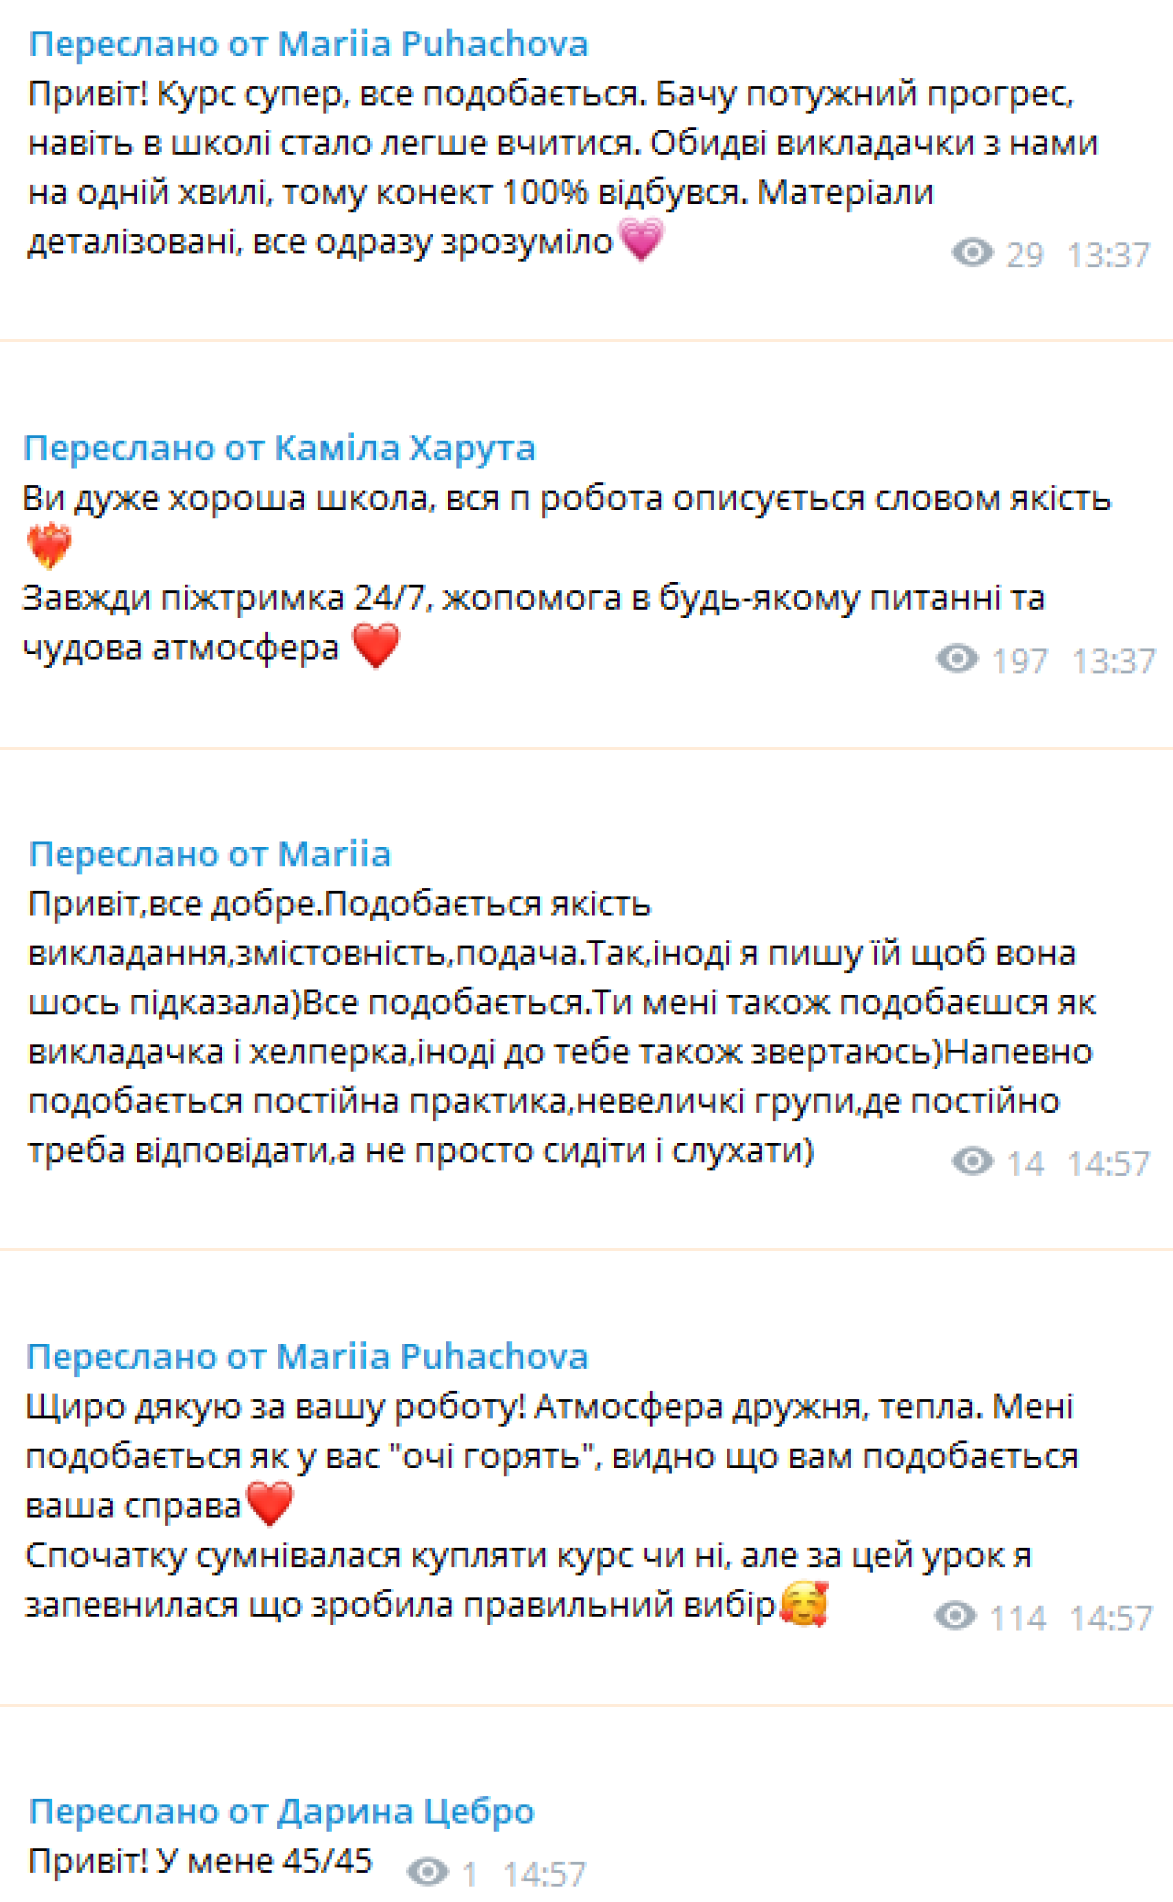 Переслано от Mariia Puhachova
Привіт! Курс супер, все подобається. Бачу потужний прогрес,
навіть в школі стало легше вчитися. Обидві викладачки з нами
на одній хвилі, тому конект 100% відбувся. Матеріали
деталізовані, все одразу зрозуміло💗
29 13:37
Переслано от Каміла Харута
Ви дуже хороша школа, вся п робота описується словом якість
❤️‍🔥
Завжди піжтримка 24/7, жопомога в будь-якому питанні та
чудова атмосфера ❤️
197 13:37
Переслано от Mariia
Привіт,все добре.Подобається якість
викладання,змістовність,подача.Так,іноді я пишу їй щоб вона
шось підказала)Все подобається.Ти мені також подобаєшся як
викладачка і хелперка,іноді до тебе також звертаюсь)Напевно
подобається постійна практика,невеличкі групи,де постійно
треба відповідати,а не просто сидіти і слухати)
14 14:57
Переслано от Mariia Puhachova
Щиро дякую за вашу роботу! Атмосфера дружня, тепла. Мені
подобається як у вас "очі горять", видно що вам подобається
ваша справа❤️
Спочатку сумнівалася купляти курс чи ні, але за цей урок я
запевнилася що зробила правильний вибір🥰
114 14:57
Переслано от Дарина Цебро
Привіт! У мене 45/45
1 14:57